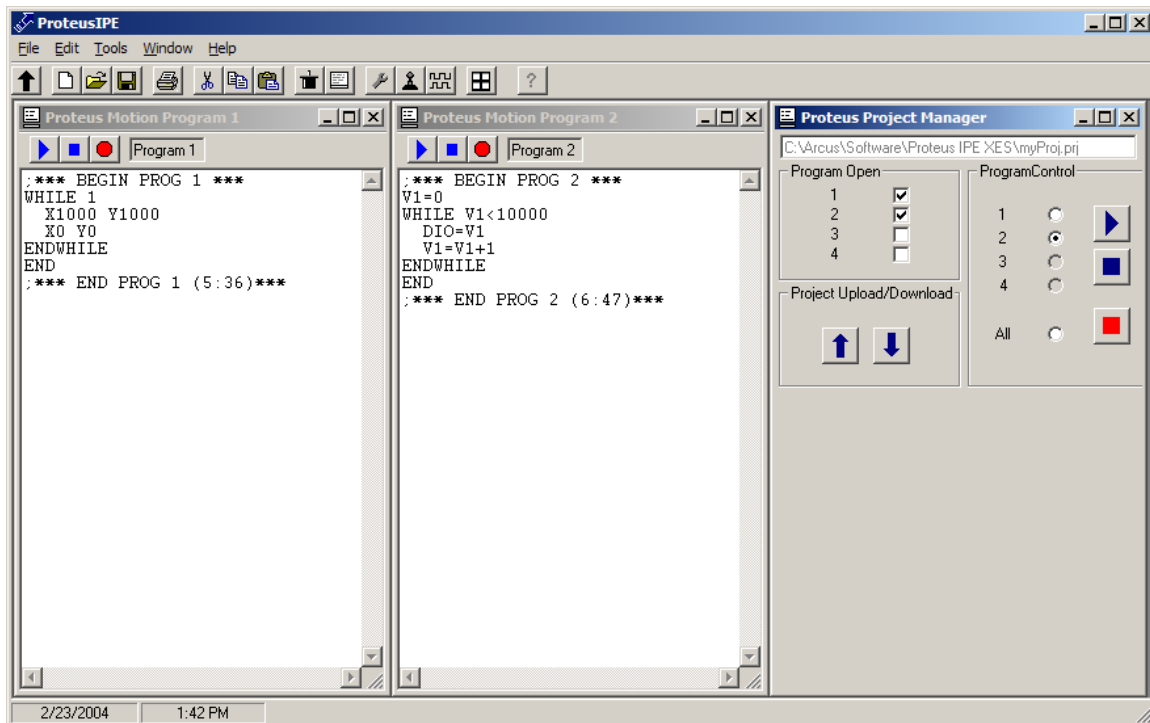 ProteusIPE
File Edit Tools Window Help
?
Proteus Motion Program 1
Program 1
;*** BEGIN PROG 1 ***
WHILE 1
  X1000 Y1000
  X0 Y0
ENDWHILE
END
;*** END PROG 1 (5:36)***
Proteus Motion Program 2
Program 2
;*** BEGIN PROG 2 ***
V1=0
WHILE V1<10000
  DIO=V1
  V1=V1+1
ENDWHILE
END
;*** END PROG 2 (6:47)***
Proteus Project Manager
C:\Arcus\Software\Proteus IPE XES\myProj.prj
Program Open
1
2
3
4
Project Upload/Download
ProgramControl
1
2
3
4
All
2/23/2004 1:42 PM